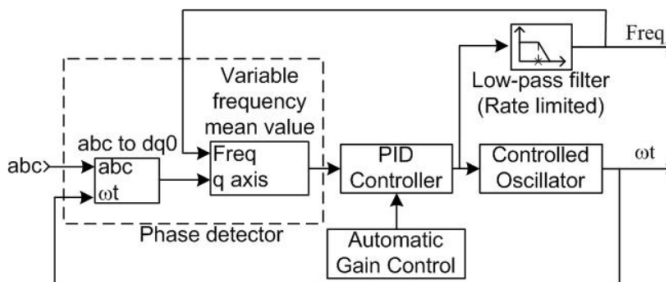 Freq
Variable
frequency
mean value
Low-pass filter
(Rate limited)
abc to dq0
abc
abc
ωt
Freq
q axis
PID
Controller
Controlled
Oscillator
ωt
Phase detector
Automatic
Gain Control